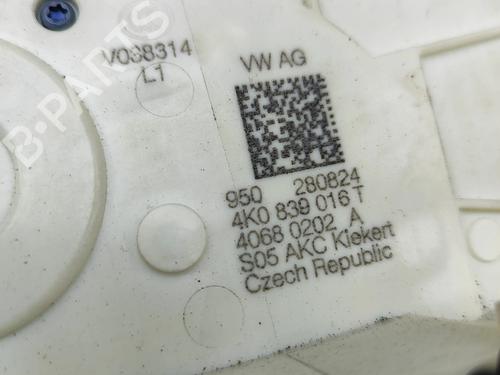 B-PARTS
V038314
L1
VW AG
950 280824
4K0 839 016 T
4068 0202 A
S05 AKC Kiekert
Czech Republic